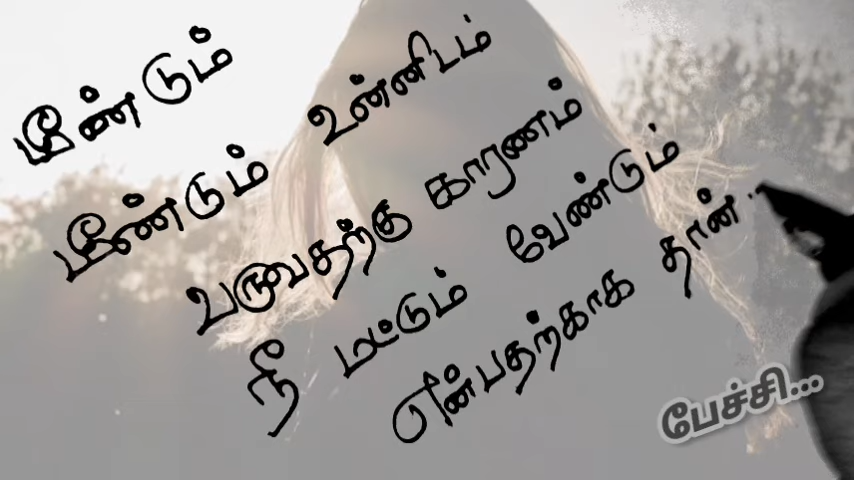 மீண்டும்
மீண்டும் உன்னிடம்
வருவதற்கு காரணம்
நீ மட்டும் வேண்டும்
என்பதற்காக தான்..
பேச்சி...